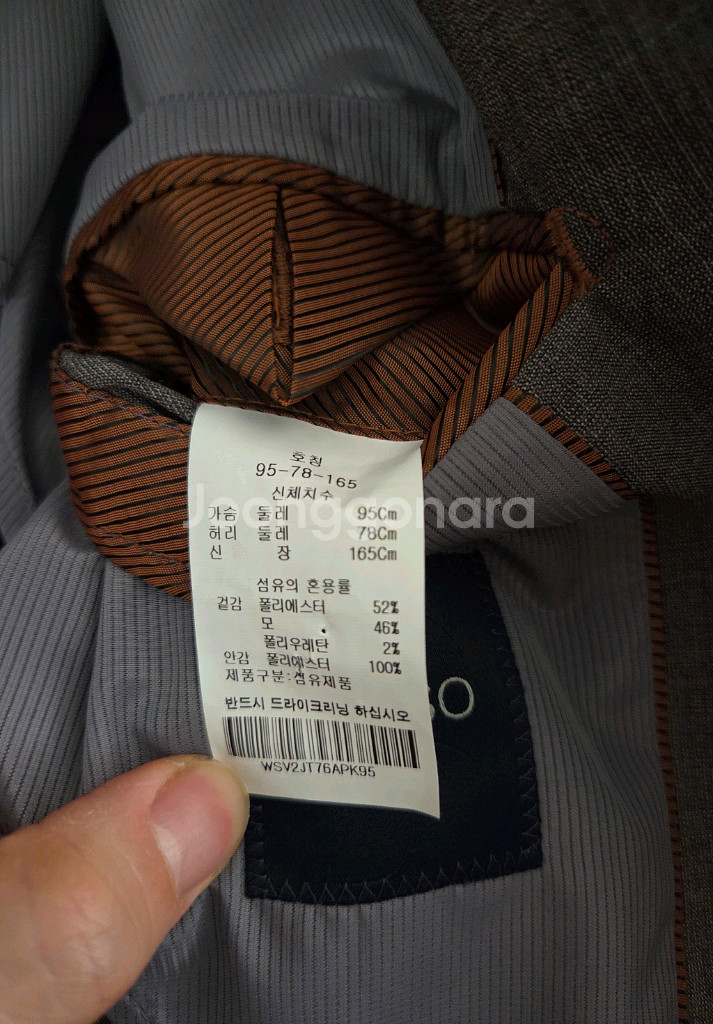 호칭
95-78-165
신체치수
가슴 둘레 95Cm
허리 둘레 78Cm
신 장 165Cm
섬유의 혼용률
겉감 폴리에스터 52%
모 46%
폴리우레탄 2%
안감 폴리에스터 100%
제품구분:섬유제품
반드시 드라이크리닝 하십시오
WSV2JT76APK95
Joonggonara